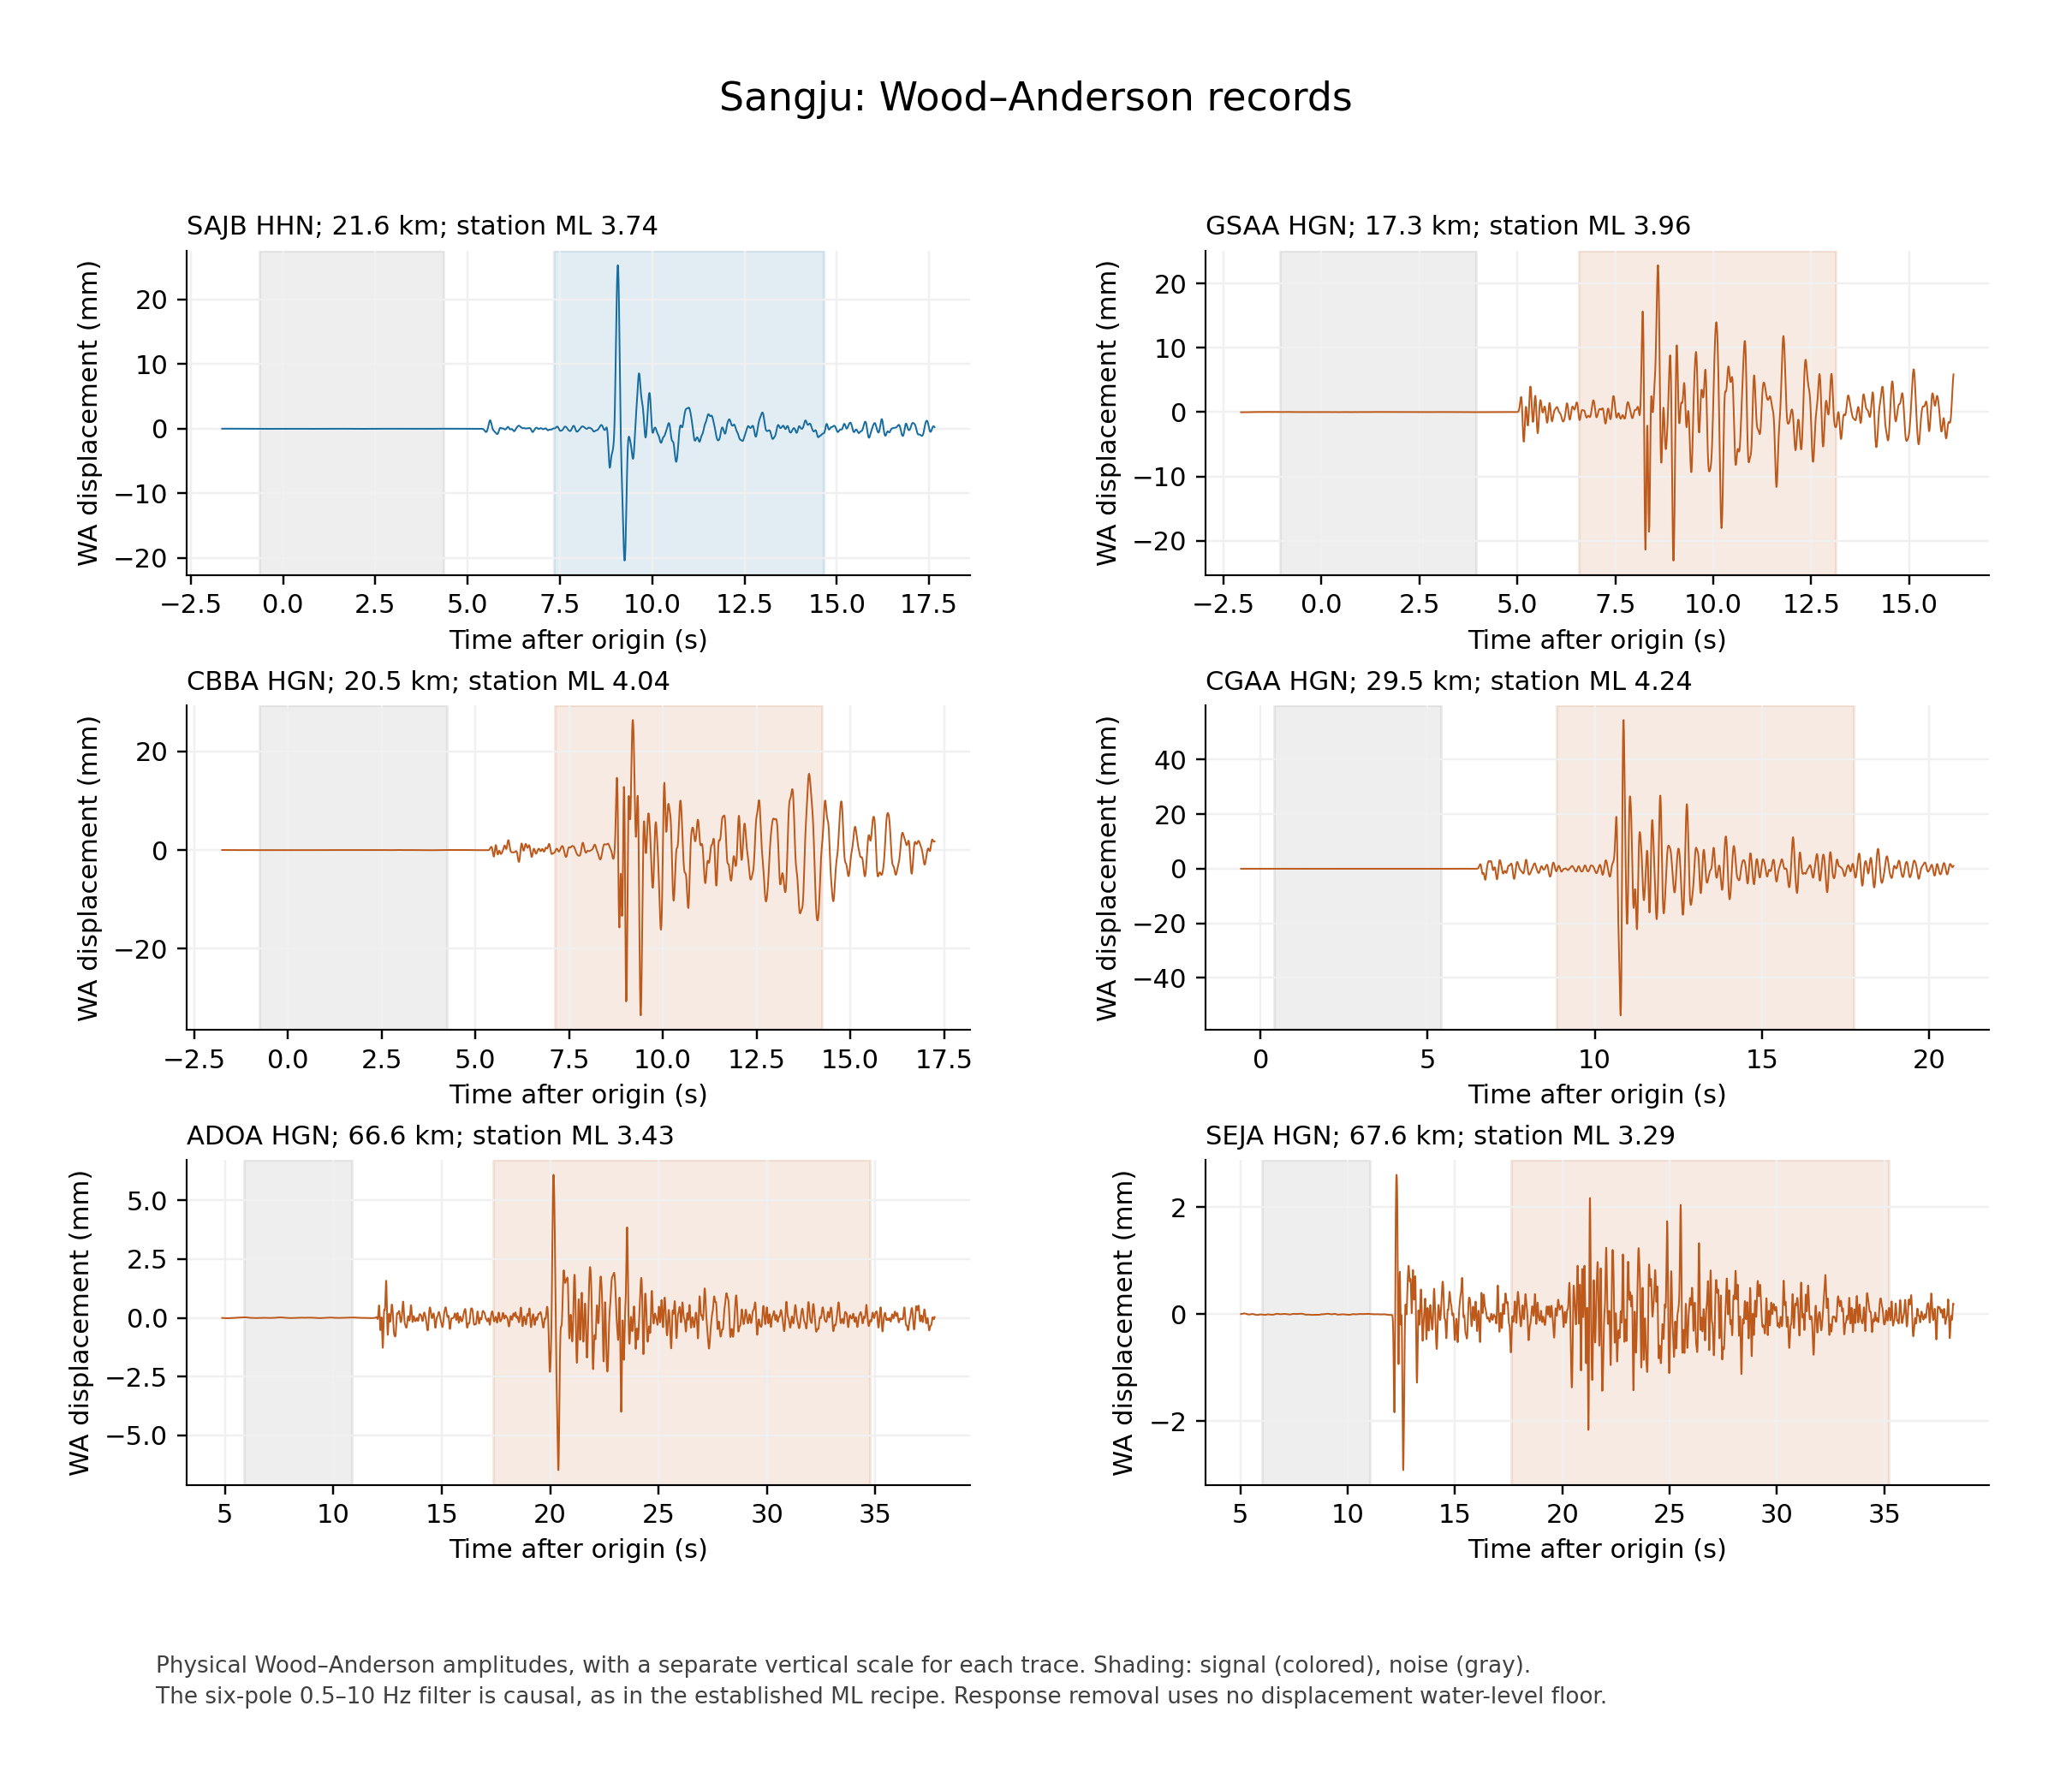 Sangju: Wood–Anderson records
SAJB HHN; 21.6 km; station ML 3.74
WA displacement (mm)
20
10
0
−10
−20
−2.5 0.0 2.5 5.0 7.5 10.0 12.5 15.0 17.5
Time after origin (s)
GSAA HGN; 17.3 km; station ML 3.96
WA displacement (mm)
20
10
0
−10
−20
−2.5 0.0 2.5 5.0 7.5 10.0 12.5 15.0
Time after origin (s)
CBBA HGN; 20.5 km; station ML 4.04
WA displacement (mm)
20
0
−20
−2.5 0.0 2.5 5.0 7.5 10.0 12.5 15.0 17.5
Time after origin (s)
CGAA HGN; 29.5 km; station ML 4.24
WA displacement (mm)
40
20
0
−20
−40
0 5 10 15 20
Time after origin (s)
ADOA HGN; 66.6 km; station ML 3.43
WA displacement (mm)
5.0
2.5
0.0
−2.5
−5.0
5 10 15 20 25 30 35
Time after origin (s)
SEJA HGN; 67.6 km; station ML 3.29
WA displacement (mm)
2
0
−2
5 10 15 20 25 30 35
Time after origin (s)
Physical Wood–Anderson amplitudes, with a separate vertical scale for each trace. Shading: signal (colored), noise (gray).
The six-pole 0.5–10 Hz filter is causal, as in the established ML recipe. Response removal uses no displacement water-level floor.